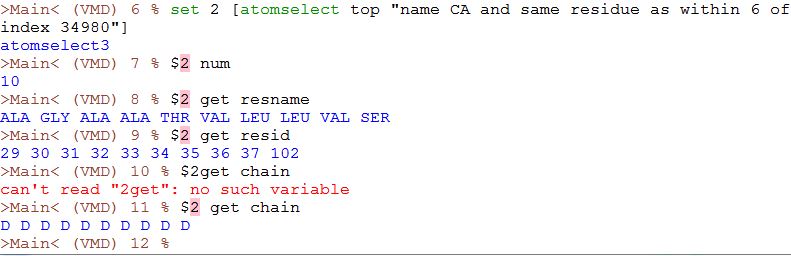 >Main< (VMD) 6 % set 2 [atomselect top "name CA and same residue as within 6 of
index 34980"]
atomselect3
>Main< (VMD) 7 % $2 num
10
>Main< (VMD) 8 % $2 get resname
ALA GLY ALA ALA THR VAL LEU LEU VAL SER
>Main< (VMD) 9 % $2 get resid
29 30 31 32 33 34 35 36 37 102
>Main< (VMD) 10 % $2get chain
can't read "2get": no such variable
>Main< (VMD) 11 % $2 get chain
D D D D D D D D D D
>Main< (VMD) 12 %